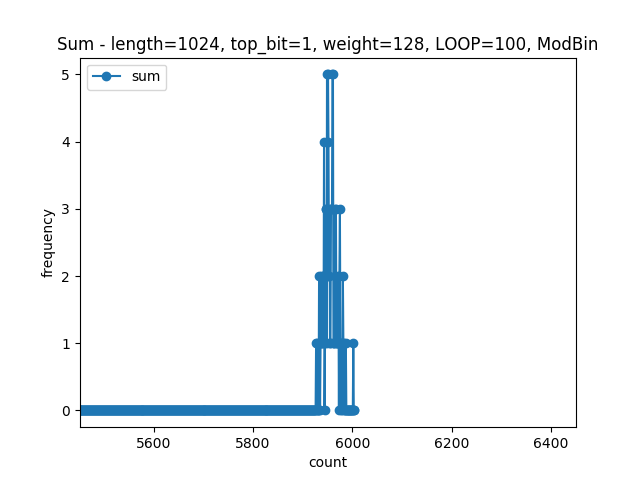 Sum - length=1024, top_bit=1, weight=128, LOOP=100, ModBin
sum
frequency
5
4
3
2
1
0
5600 5800 6000 6200 6400
count